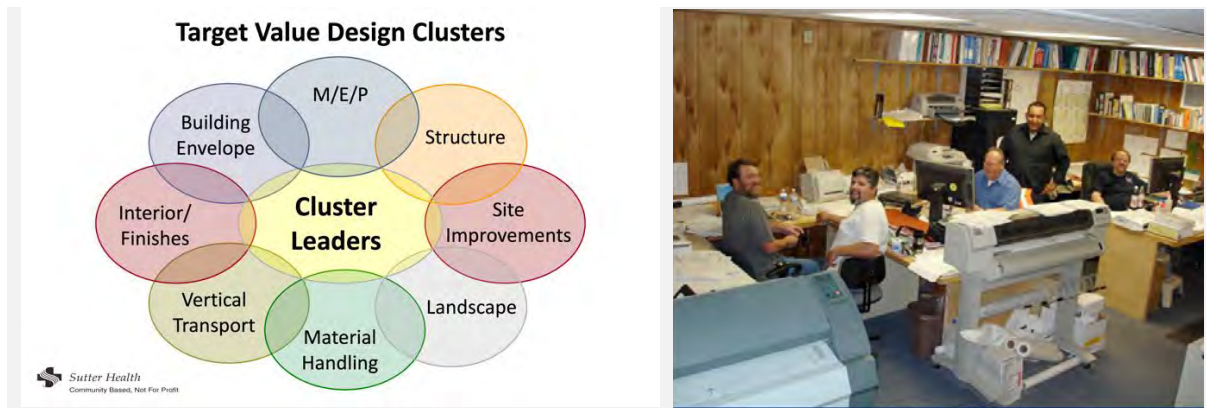 Target Value Design Clusters
M/E/P
Building
Envelope
Structure
Interior/
Finishes
Cluster
Leaders
Site
Improvements
Vertical
Transport
Landscape
Material
Handling
Sutter Health
Community Based, Not For Profit